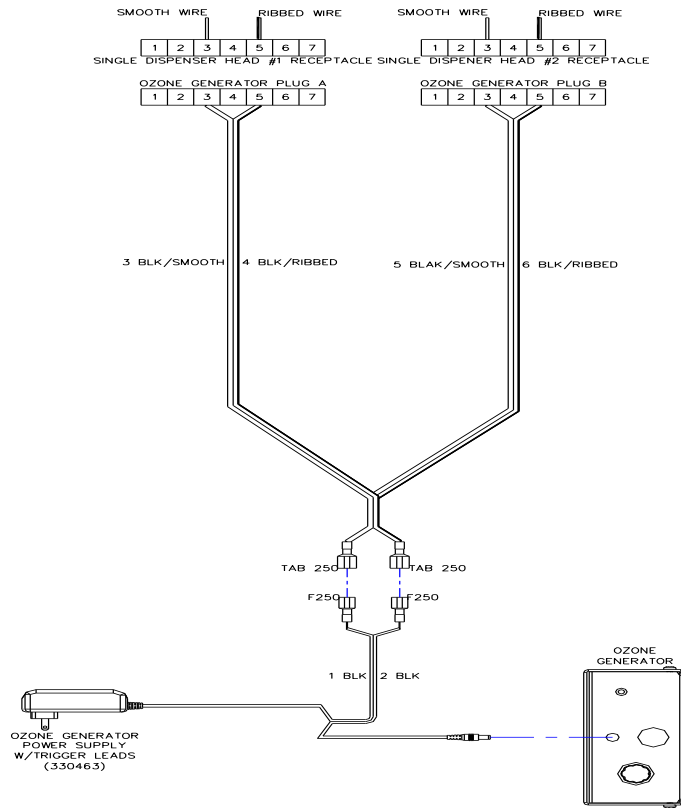 SMOOTH WIRE RIBBED WIRE SMOOTH WIRE RIBBED WIRE
1 2 3 4 5 6 7 1 2 3 4 5 6 7
SINGLE DISPENSER HEAD #1 RECEPTACLE SINGLE DISPENER HEAD #2 RECEPTACLE
OZONE GENERATOR PLUG A OZONE GENERATOR PLUG B
1 2 3 4 5 6 7 1 2 3 4 5 6 7
3 BLK/SMOOTH 4 BLK/RIBBED 5 BLAK/SMOOTH 6 BLK/RIBBED
TAB 250 TAB 250
F250 F250
1 BLK 2 BLK
OZONE
GENERATOR
OZONE GENERATOR
POWER SUPPLY
W/TRIGGER LEADS
(330463)